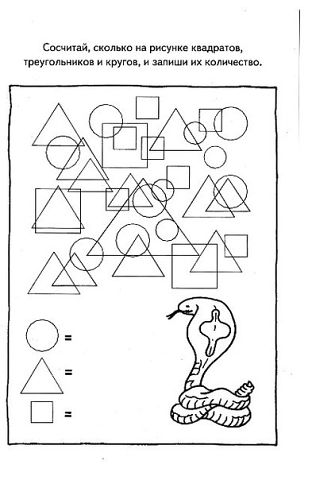 Сосчитай, сколько на рисунке квадратов,
треугольников и кругов, и запиши их количество.
=
=
=